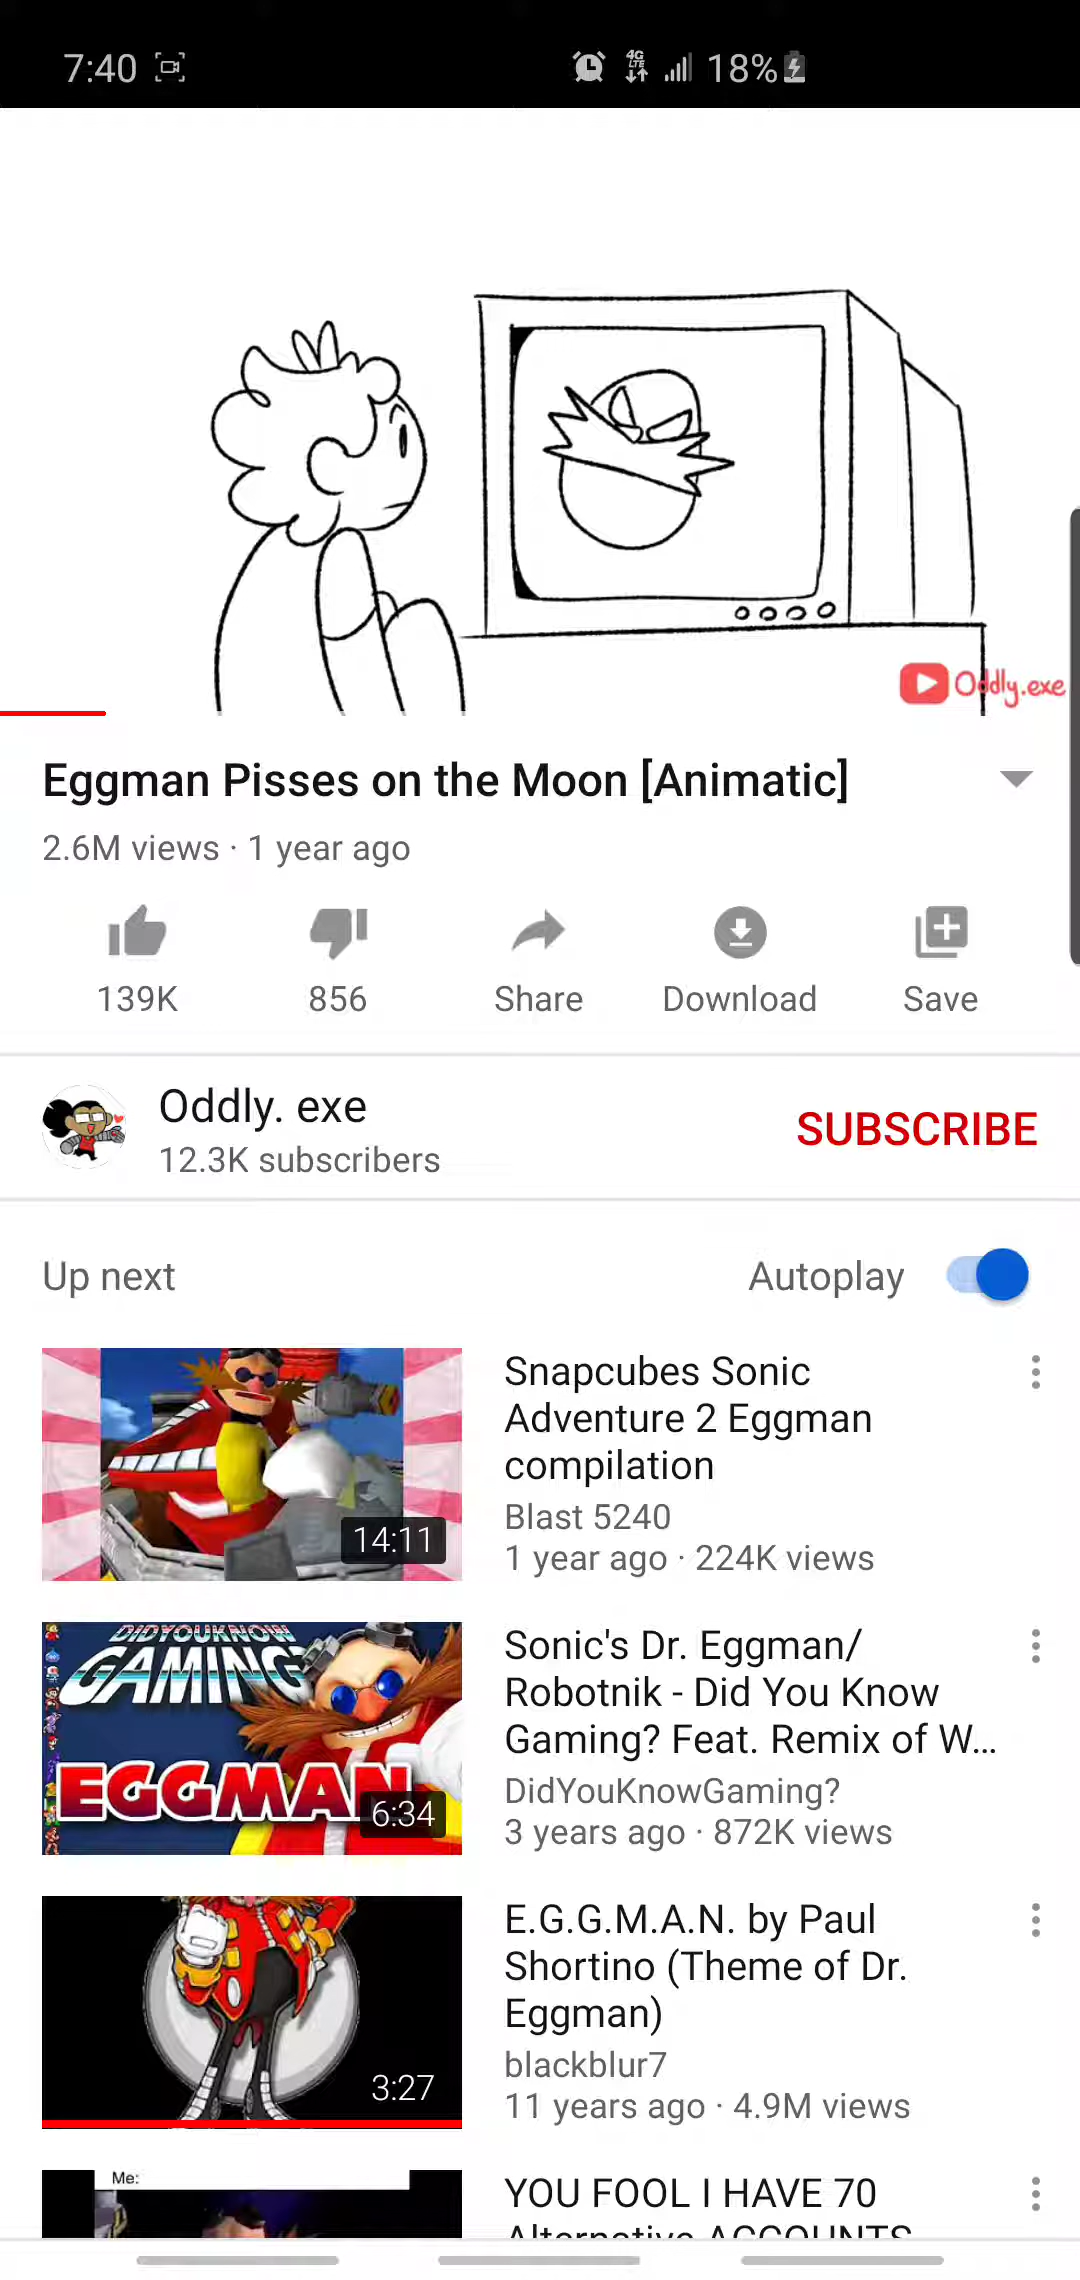 7:40 4G LTE 18%
Oddly.exe
Eggman Pisses on the Moon [Animatic]
2.6M views · 1 year ago
139K 856 Share Download Save
Oddly. exe
12.3K subscribers
SUBSCRIBE
Up next Autoplay
14:11
Snapcubes Sonic
Adventure 2 Eggman
compilation
Blast 5240
1 year ago · 224K views
DIDYOUKNOW
GAMING?
EGGMAN
6:34
Sonic's Dr. Eggman/
Robotnik - Did You Know
Gaming? Feat. Remix of W...
DidYouKnowGaming?
3 years ago · 872K views
3:27
E.G.G.M.A.N. by Paul
Shortino (Theme of Dr.
Eggman)
blackblur7
11 years ago · 4.9M views
Me:
YOU FOOL I HAVE 70
Alternative ACCOUNTS